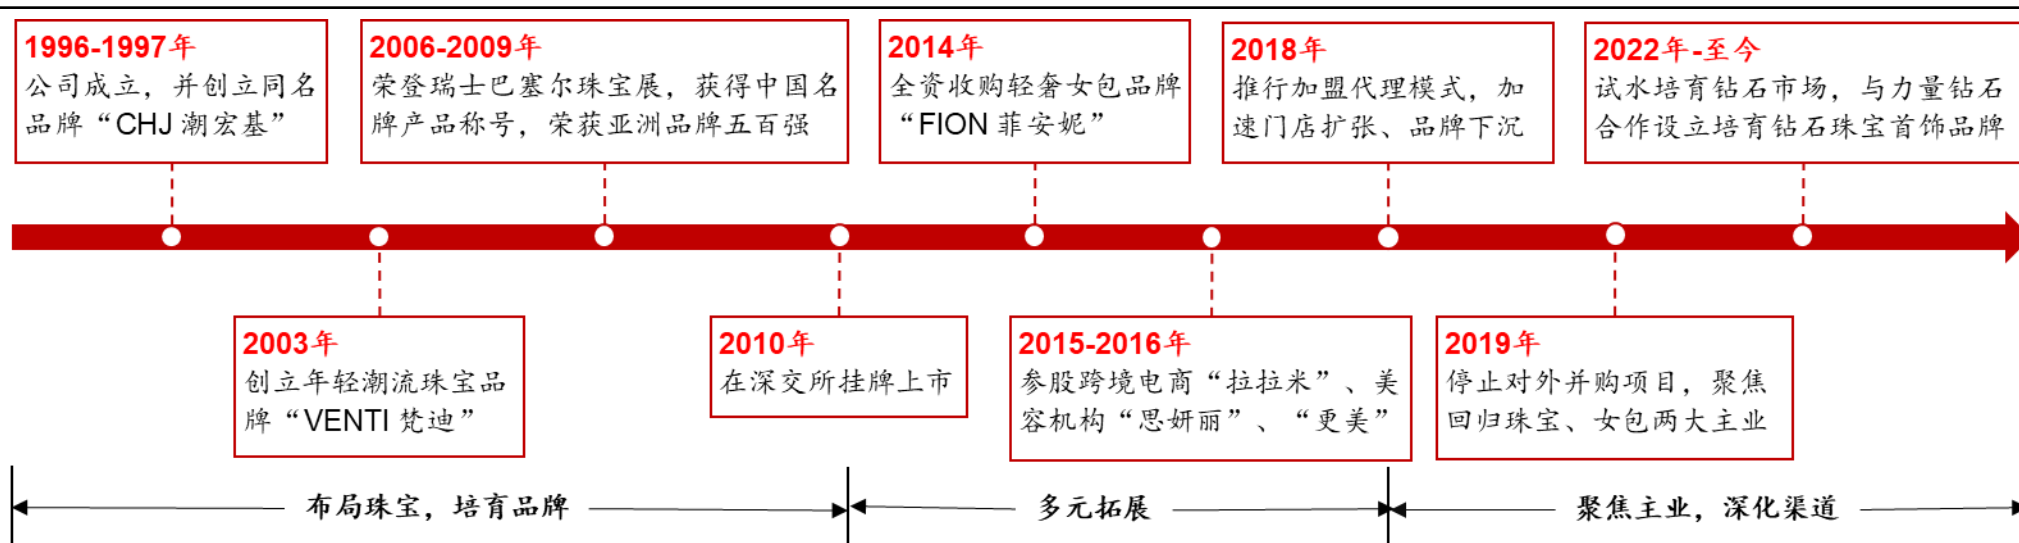 1996-1997年
公司成立，并创立同名
品牌“CHJ 潮宏基”
2006-2009年
荣登瑞士巴塞尔珠宝展，获得中国名
牌产品称号，荣获亚洲品牌五百强
2014年
全资收购轻奢女包品牌
“FION 菲安妮”
2018年
推行加盟代理模式，加
速门店扩张、品牌下沉
2022年-至今
试水培育钻石市场，与力量钻石
合作设立培育钻石珠宝首饰品牌
2003年
创立年轻潮流珠宝品
牌“VENTI 梵迪”
2010年
在深交所挂牌上市
2015-2016年
参股跨境电商“拉拉米”、美
容机构“思妍丽”、“更美”
2019年
停止对外并购项目，聚焦
回归珠宝、女包两大主业
布局珠宝，培育品牌
多元拓展
聚焦主业，深化渠道